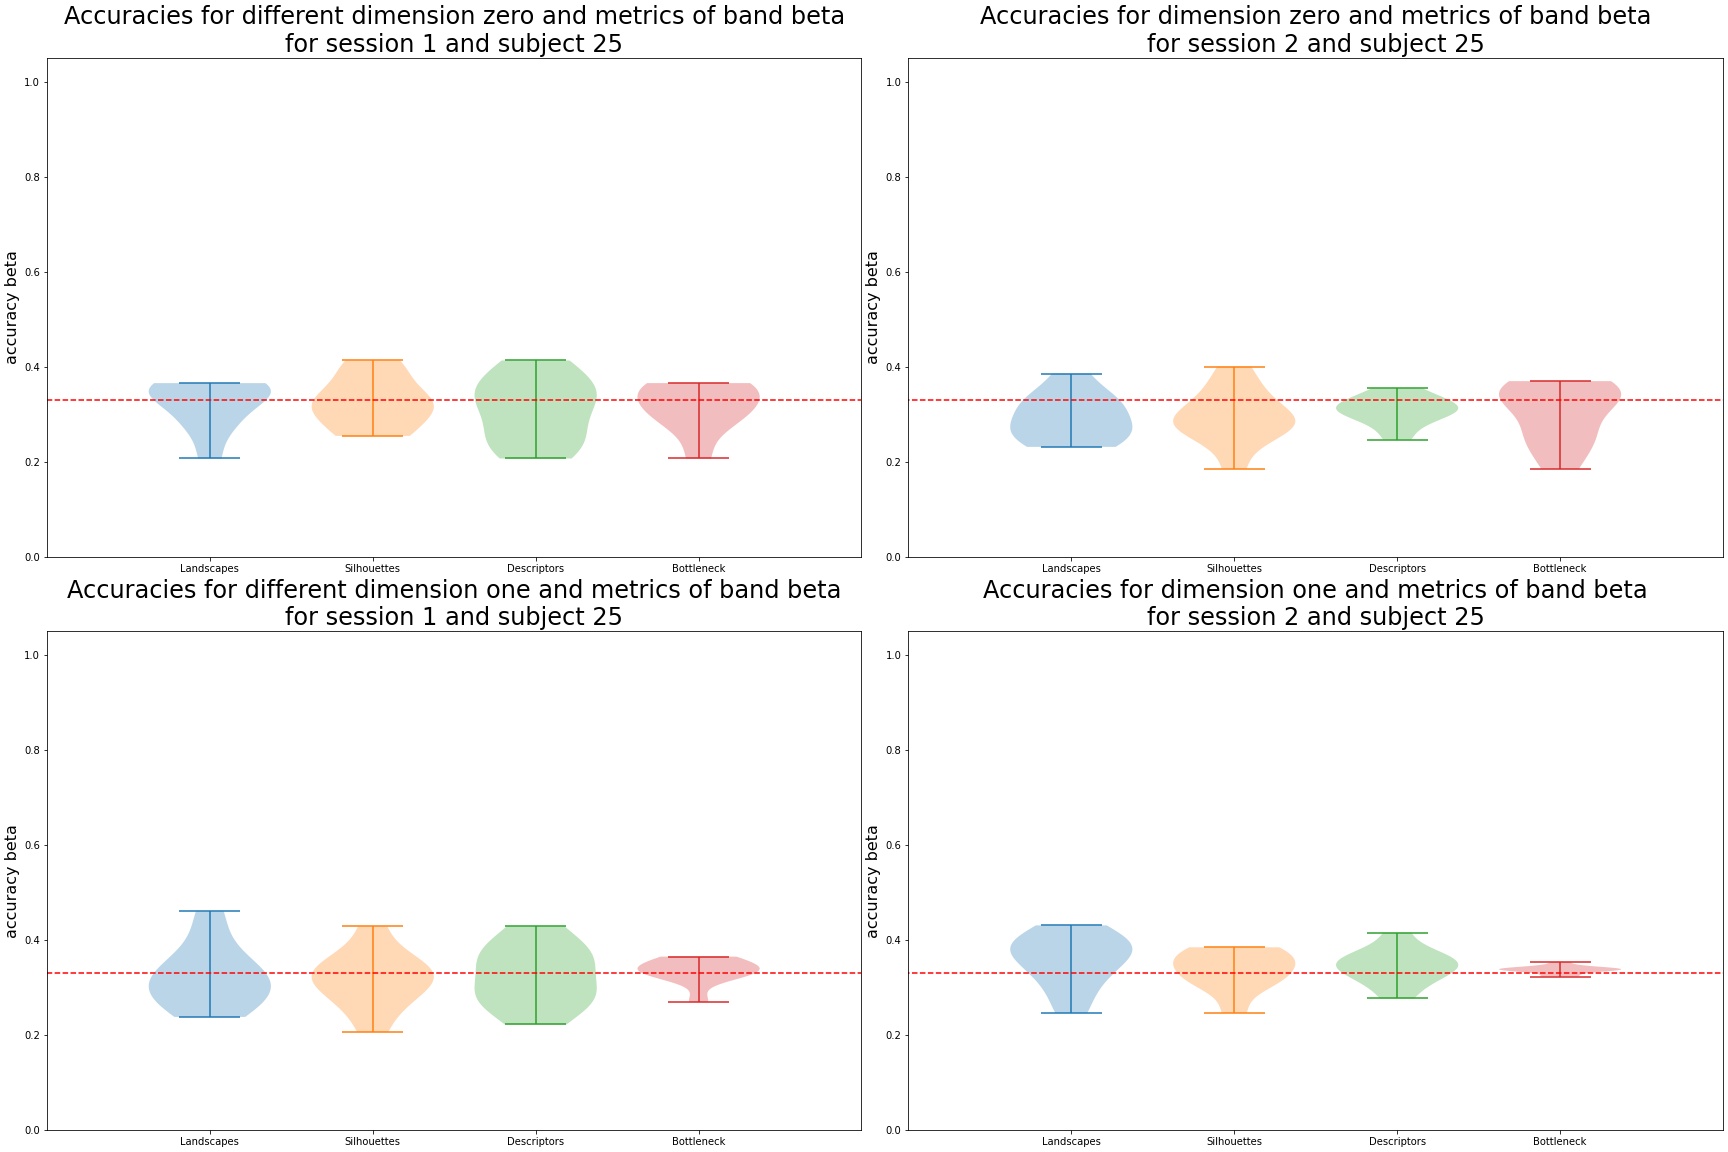 Accuracies for different dimension zero and metrics of band beta
for session 1 and subject 25
accuracy beta
1.0
0.8
0.6
0.4
0.2
0.0
Landscapes Silhouettes Descriptors Bottleneck
Accuracies for dimension zero and metrics of band beta
for session 2 and subject 25
accuracy beta
1.0
0.8
0.6
0.4
0.2
0.0
Landscapes Silhouettes Descriptors Bottleneck
Accuracies for different dimension one and metrics of band beta
for session 1 and subject 25
accuracy beta
1.0
0.8
0.6
0.4
0.2
0.0
Landscapes Silhouettes Descriptors Bottleneck
Accuracies for dimension one and metrics of band beta
for session 2 and subject 25
accuracy beta
1.0
0.8
0.6
0.4
0.2
0.0
Landscapes Silhouettes Descriptors Bottleneck